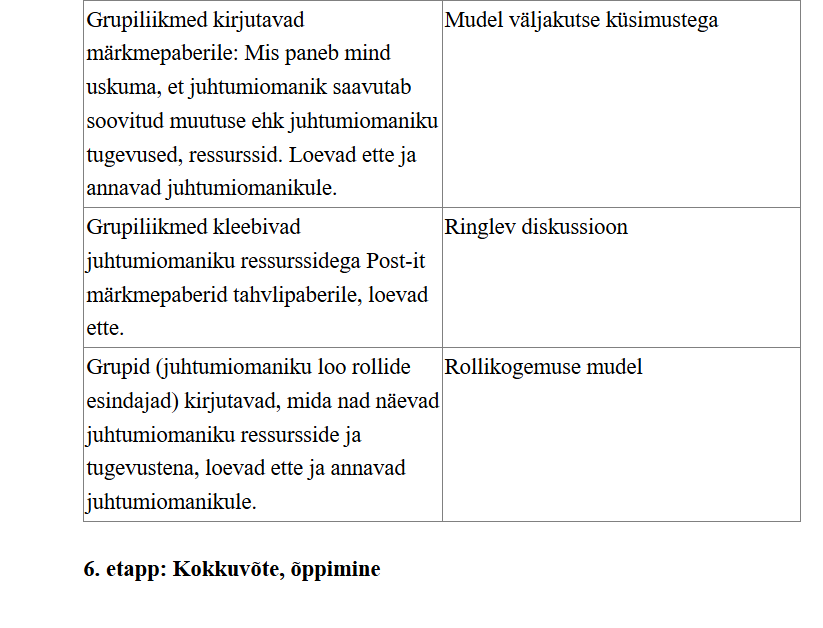 Grupiliikmed kirjutavad
märkmepaberile: Mis paneb mind
uskuma, et juhtumiomanik saavutab
soovitud muutuse ehk juhtumiomaniku
tugevused, ressurssid. Loevad ette ja
annavad juhtumiomanikule.
Mudel väljakutse küsimustega
Grupiliikmed kleebivad
juhtumiomaniku ressurssidega Post-it
märkmepaberid tahvlipaberile, loevad
ette.
Ringlev diskussioon
Grupid (juhtumiomaniku loo rollide
esindajad) kirjutavad, mida nad näevad
juhtumiomaniku ressursside ja
tugevustena, loevad ette ja annavad
juhtumiomanikule.
Rollikogemuse mudel
6. etapp: Kokkuvõte, õppimine